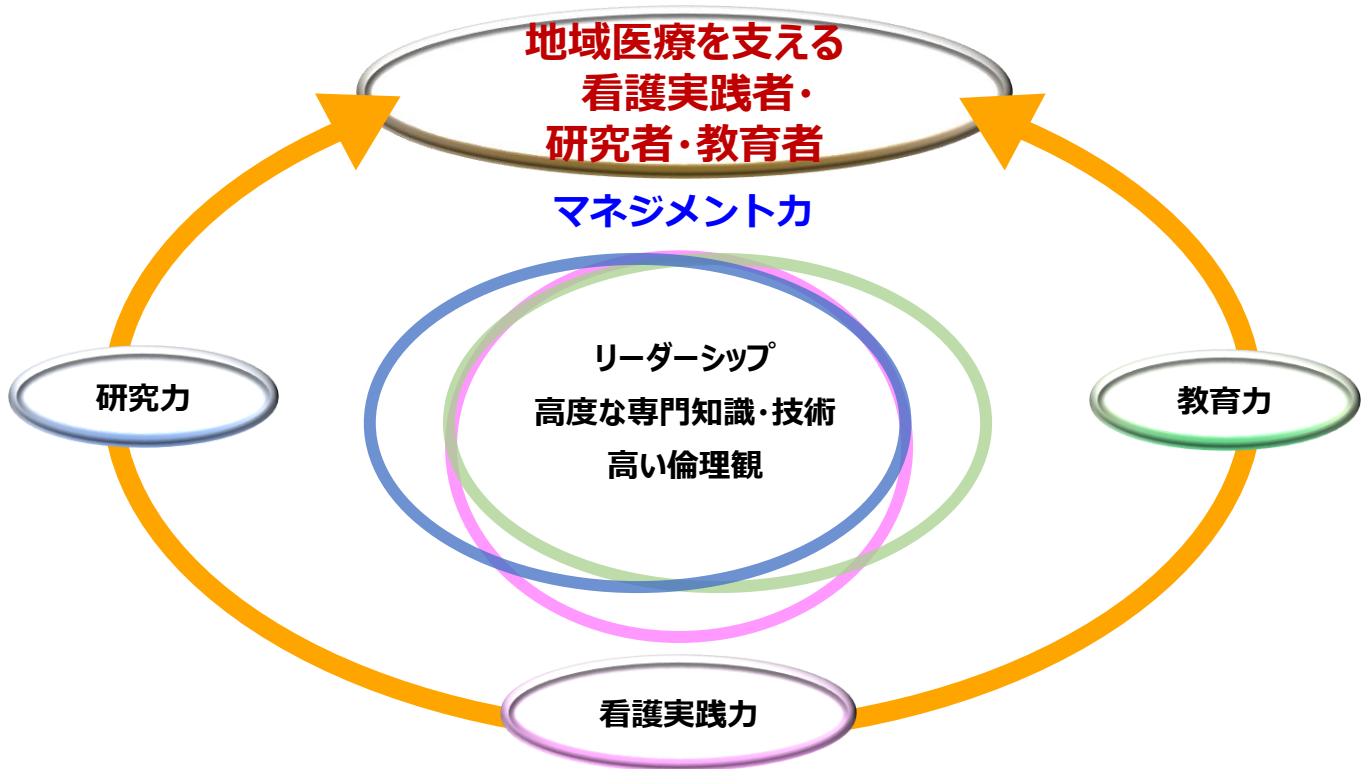 地域医療を支える
看護実践者・
研究者・教育者
マネジメント力
リーダーシップ
高度な専門知識・技術
高い倫理観
研究力
教育力
看護実践力